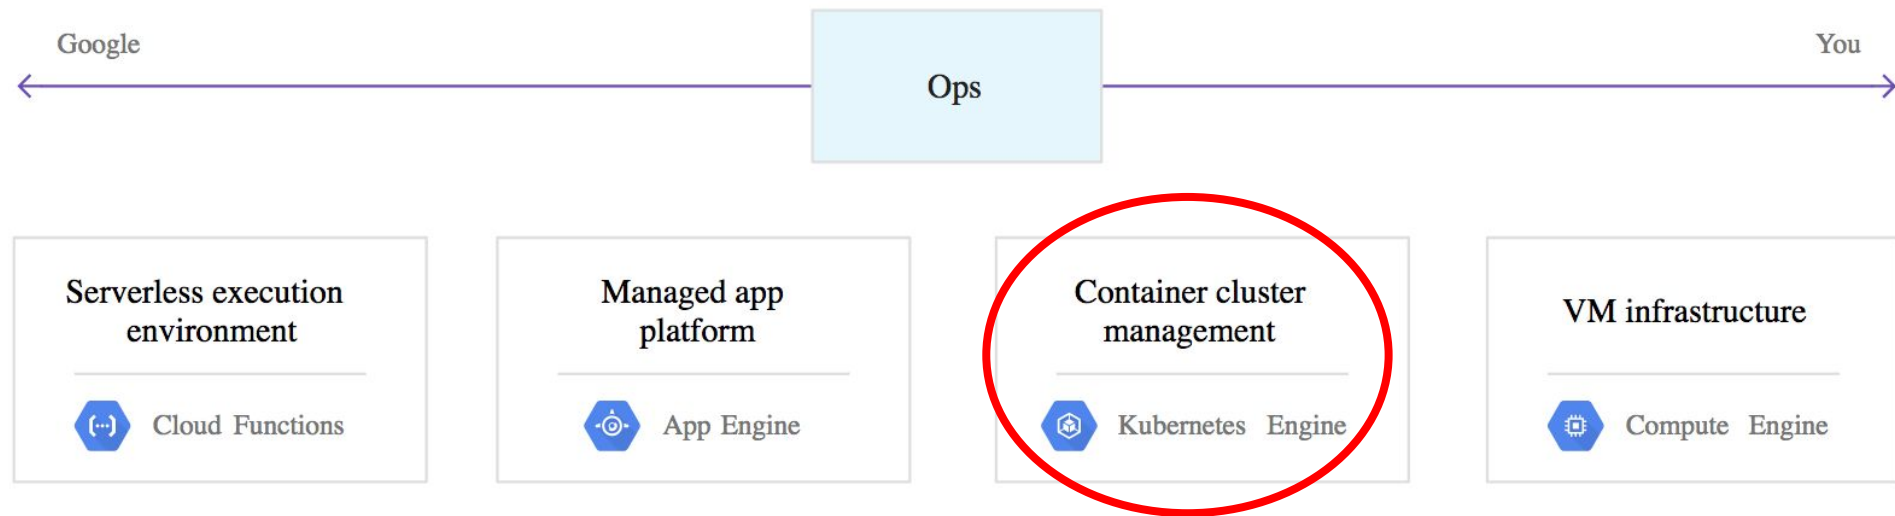 Google
You
Ops
Serverless execution
environment
Cloud Functions
Managed app
platform
App Engine
Container cluster
management
Kubernetes Engine
VM infrastructure
Compute Engine